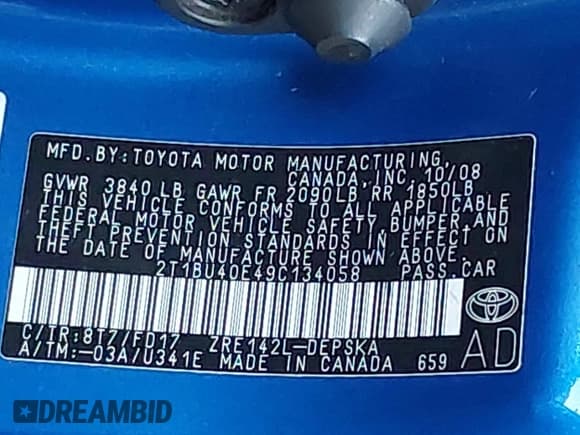 MFD.BY:TOYOTA MOTOR MANUFACTURING,
CANADA, INC. 10/08
GVWR 3840 LB GAWR FR 2090LB RR 1850LB
THIS VEHICLE CONFORMS TO ALL APPLICABLE
FEDERAL MOTOR VEHICLE SAFETY, BUMPER, AND
THEFT PREVENTION STANDARDS IN EFFECT ON
THE DATE OF MANUFACTURE SHOWN ABOVE.
2T1BU40E49C134058 PASS.CAR
C/TR:8T7/FD17 ZRE142L-DEPSKA
A/TM:-03A/U341E MADE IN CANADA 659
AD
DREAMBID